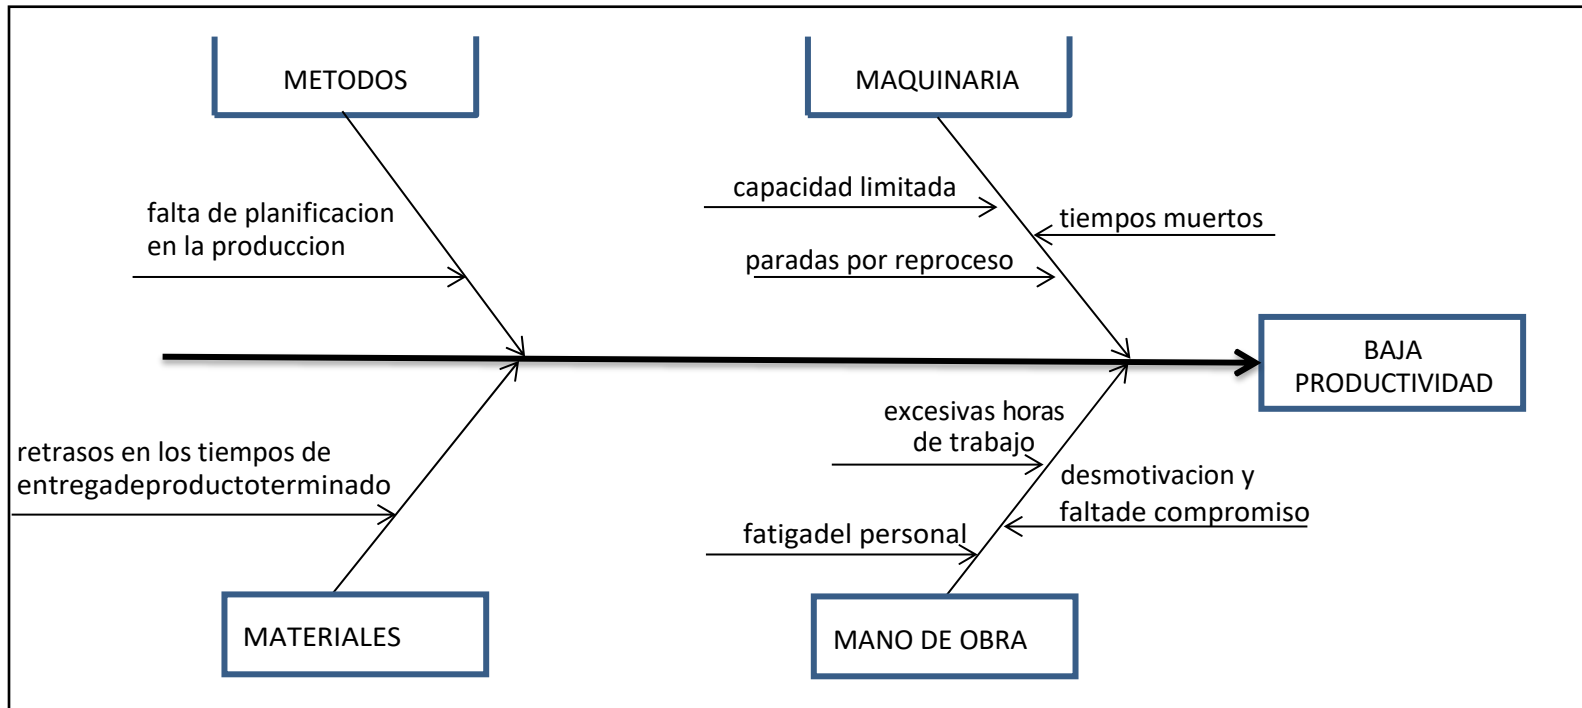 METODOS
MAQUINARIA
capacidad limitada
falta de planificacion
en la produccion
tiempos muertos
paradas por reproceso
BAJA
PRODUCTIVIDAD
excesivas horas
de trabajo
retrasos en los tiempos de
entregadeproductoterminado
desmotivacion y
faltade compromiso
fatigadel personal
MATERIALES
MANO DE OBRA